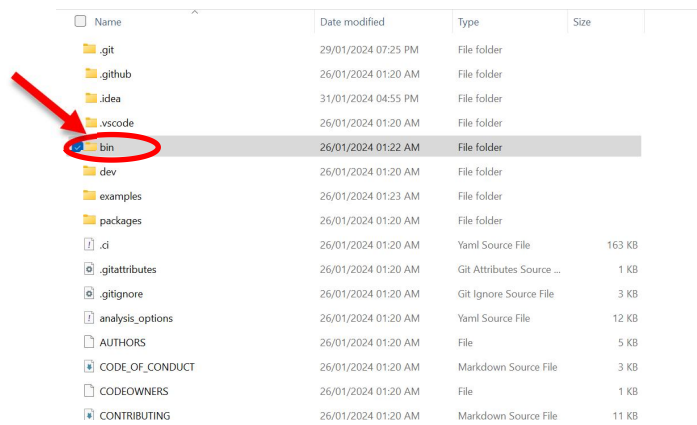 Name Date modified Type Size
.git 29/01/2024 07:25 PM File folder
.github 26/01/2024 01:20 AM File folder
.idea 31/01/2024 04:55 PM File folder
.vscode 26/01/2024 01:20 AM File folder
bin 26/01/2024 01:22 AM File folder
dev 26/01/2024 01:20 AM File folder
examples 26/01/2024 01:23 AM File folder
packages 26/01/2024 01:20 AM File folder
.ci 26/01/2024 01:20 AM Yaml Source File 163 KB
.gitattributes 26/01/2024 01:20 AM Git Attributes Source ... 1 KB
.gitignore 26/01/2024 01:20 AM Git Ignore Source File 3 KB
analysis_options 26/01/2024 01:20 AM Yaml Source File 12 KB
AUTHORS 26/01/2024 01:20 AM File 5 KB
CODE_OF_CONDUCT 26/01/2024 01:20 AM Markdown Source File 3 KB
CODEOWNERS 26/01/2024 01:20 AM File 1 KB
CONTRIBUTING 26/01/2024 01:20 AM Markdown Source File 11 KB